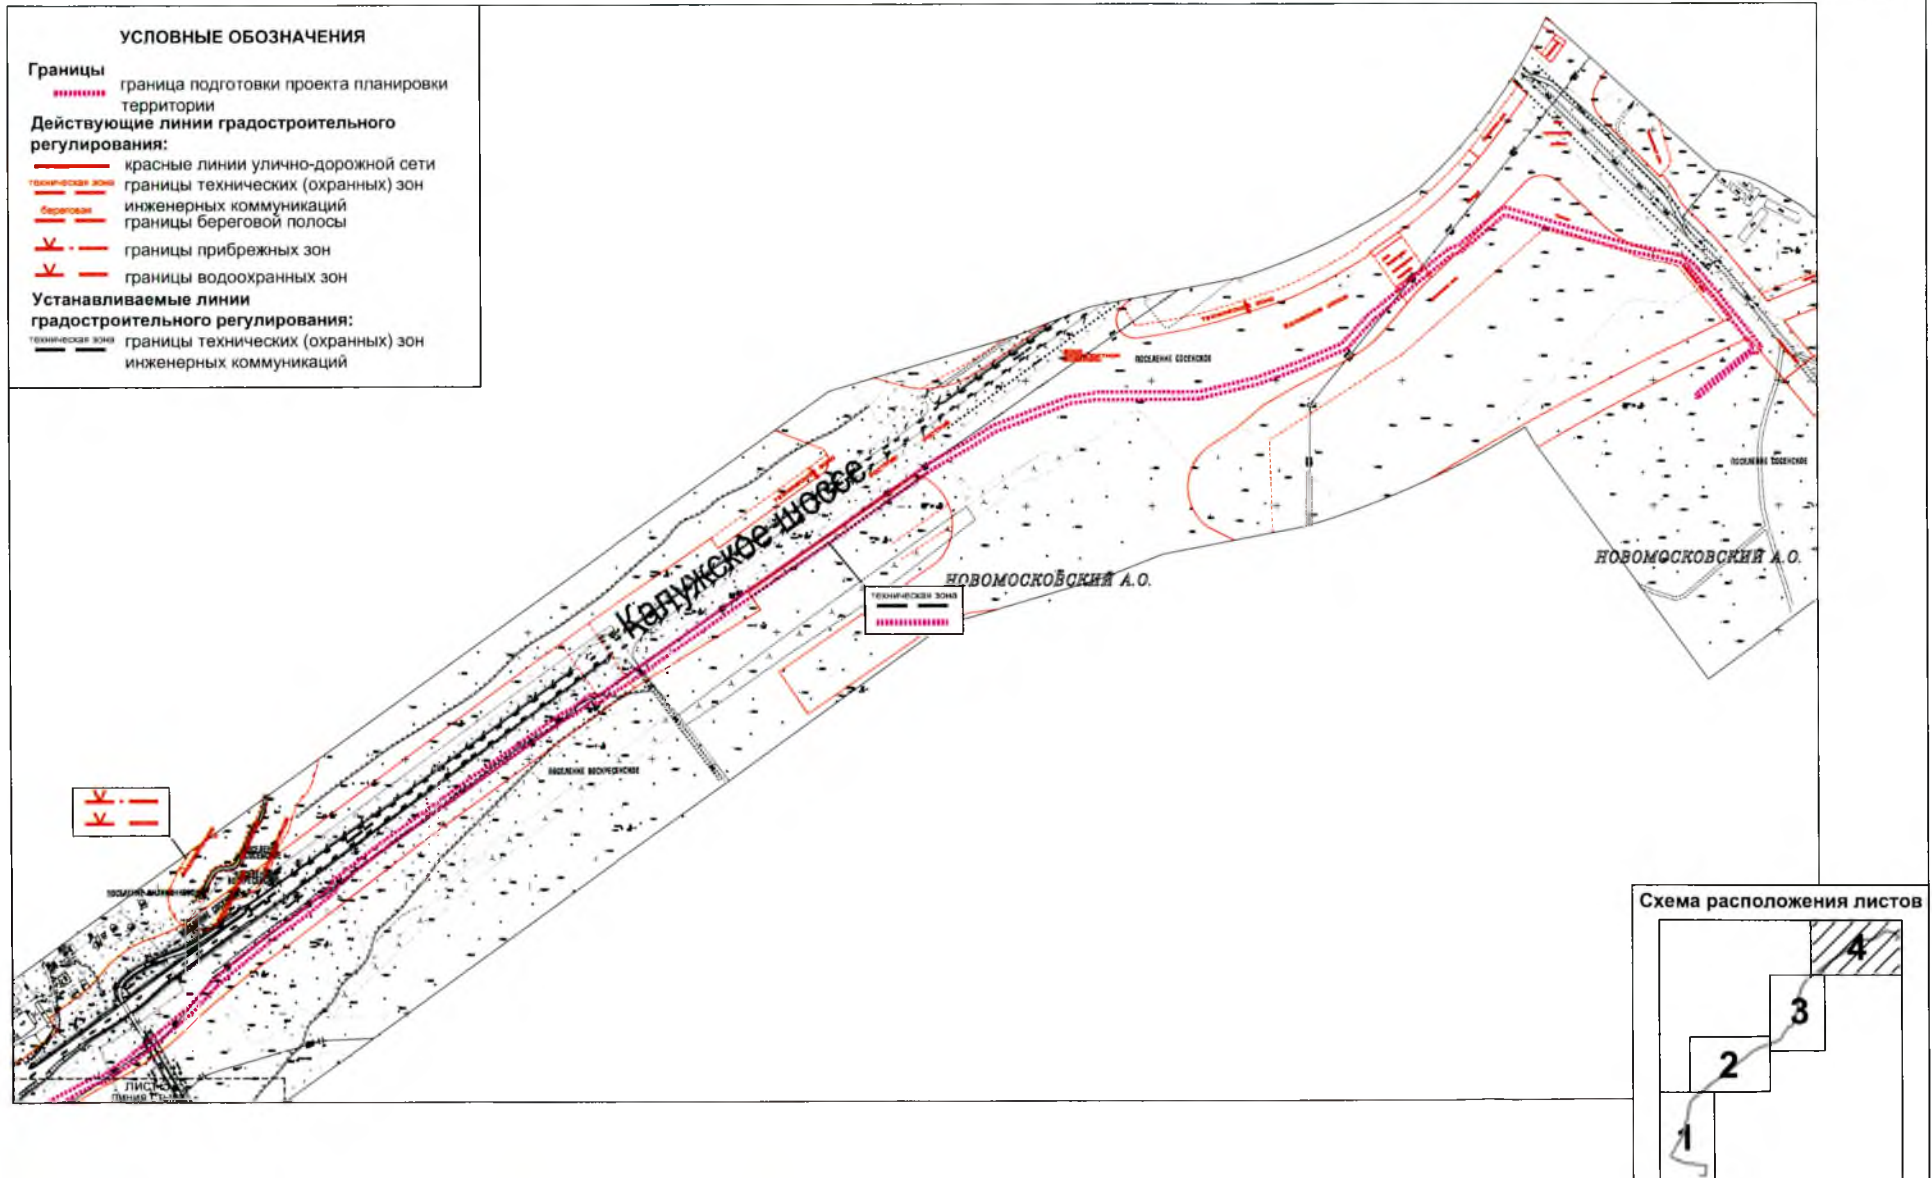 УСЛОВНЫЕ ОБОЗНАЧЕНИЯ
Границы
граница подготовки проекта планировки
территории
Действующие линии градостроительного
регулирования:
красные линии улично-дорожной сети
техническая зона
границы технических (охранных) зон
инженерных коммуникаций
береговая
границы береговой полосы
границы прибрежных зон
границы водоохранных зон
Устанавливаемые линии
градостроительного регулирования:
техническая зона
границы технических (охранных) зон
инженерных коммуникаций
ПОСЕЛЕНИЕ СОСЕНСКОЕ
ПОСЕЛЕНИЕ СОСЕНСКОЕ
Калужское шоссе
НОВОМОСКОВСКИЙ А.О.
НОВОМОСКОВСКИЙ А.О.
техническая зона
ПОСЕЛЕНИЕ ВОСКРЕСЕНСКОЕ
ЛИСТ
Схема расположения листов
4
3
2
1